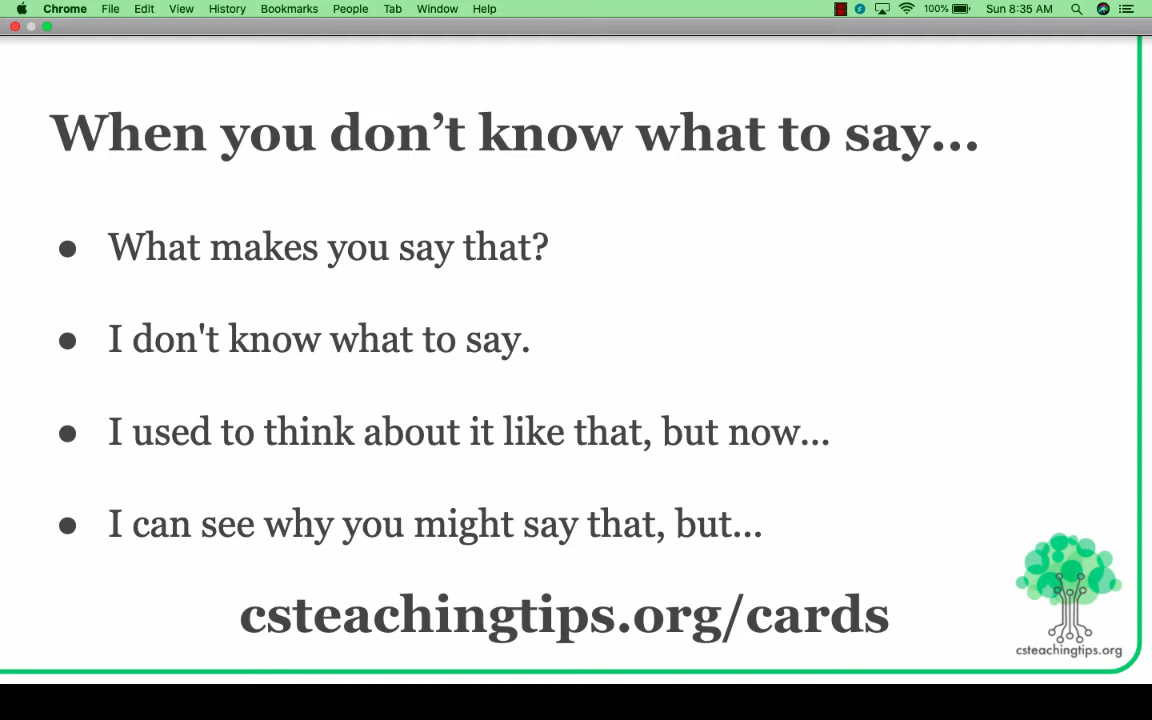 Chrome File Edit View History Bookmarks People Tab Window Help 100% Sun 8:35 AM
When you don’t know what to say...
● What makes you say that?
● I don't know what to say.
● I used to think about it like that, but now...
● I can see why you might say that, but...
csteachingtips.org/cards
csteachingtips.org